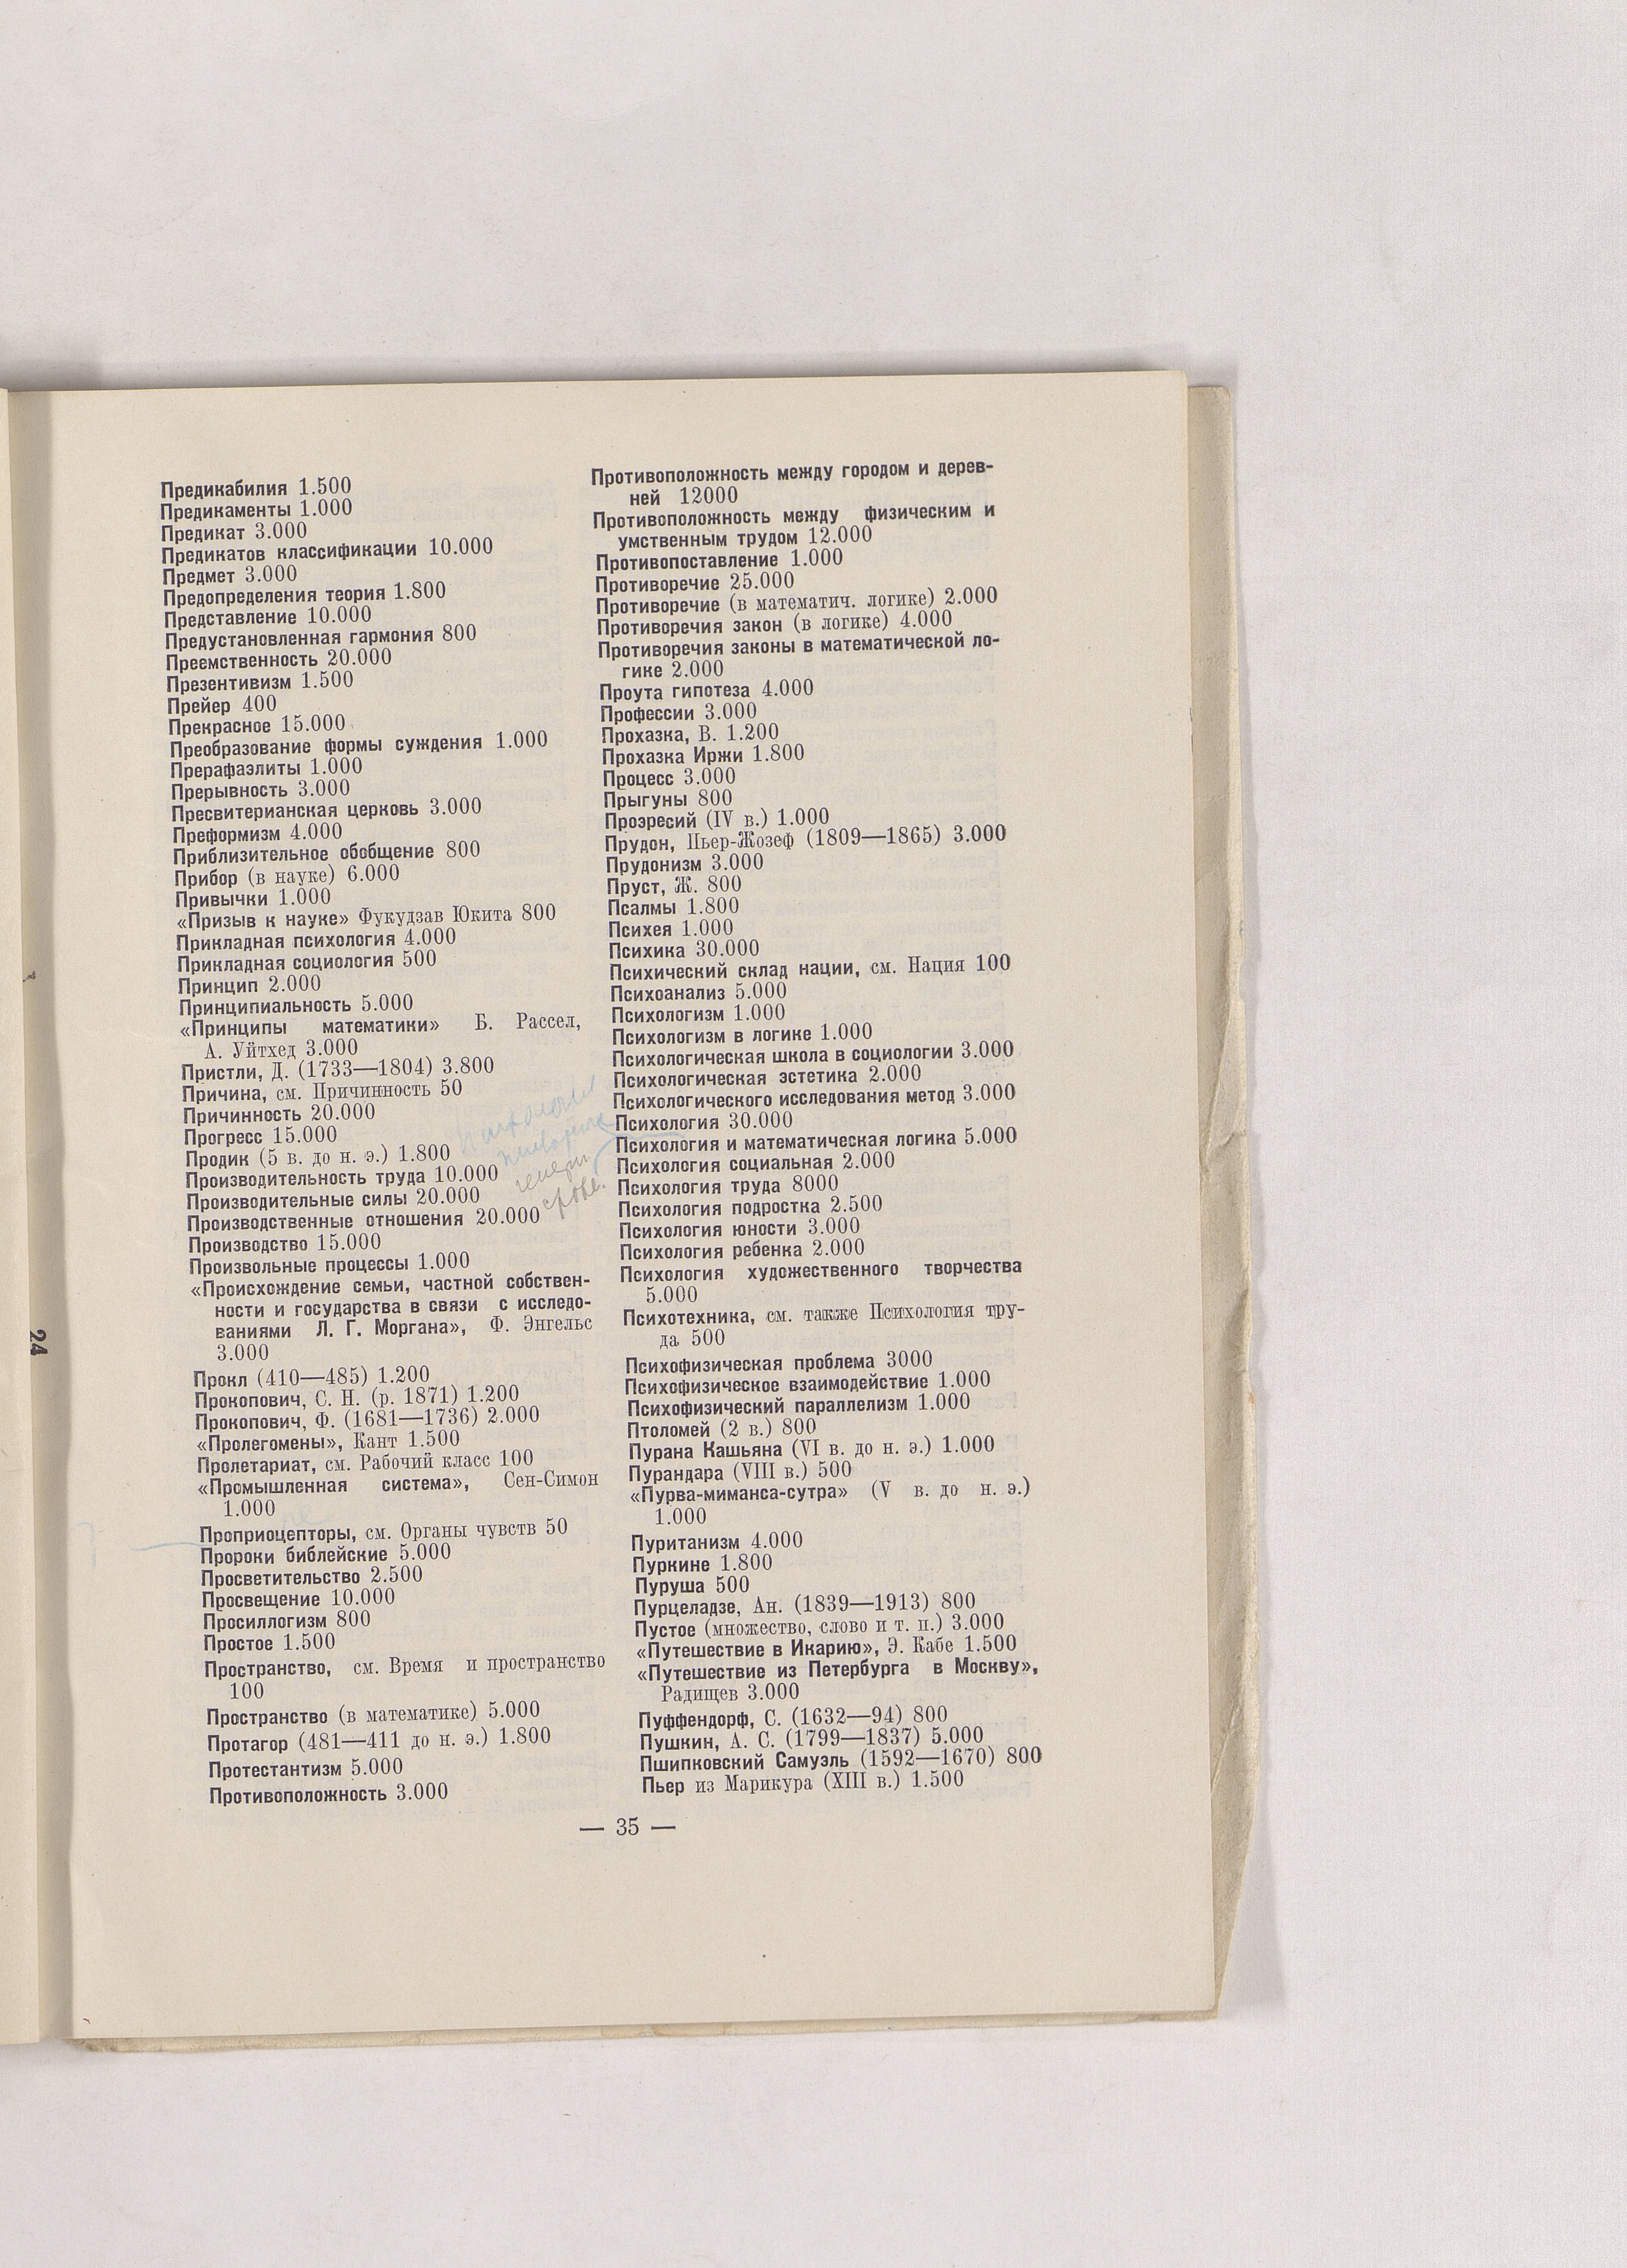 Предикабилия 1.500
Предикаменты 1.000
Предикат 3.000
Предикатов классификации 10.000
Предмет 3.000
Предопределения теория 1.800
Представление 10.000
Предустановленная гармония 800
Преемственность 20.000
Презентивизм 1.500
Прейер 400
Прекрасное 15.000
Преобразование формы суждения 1.000
Прерафаэлиты 1.000
Прерывность 3.000
Пресвитерианская церковь 3.000
Преформизм 4.000
Приблизительное обобщение 800
Прибор (в науке) 6.000
Привычки 1.000
«Призыв к науке» Фукудзав Юкита 800
Прикладная психология 4.000
Прикладная социология 500
Принцип 2.000
Принципиальность 5.000
«Принципы математики» Б. Рассел,
А. Уйтхед 3.000
Пристли, Д. (1733—1804) 3.800
Причина, см. Причинность 50
Причинность 20.000
Прогресс 15.000
Продик (5 в. до н. э.) 1.800
Производительность труда 10.000
Производительные силы 20.000
Производственные отношения 20.000
Производство 15.000
Произвольные процессы 1.000
«Происхождение семьи, частной собствен-
ности и государства в связи с исследо-
ваниями Л. Г. Моргана», Ф. Энгельс
3.000
Прокл (410—485) 1.200
Прокопович, С. Н. (р. 1871) 1.200
Прокопович, Ф. (1681—1736) 2.000
«Пролегомены», Кант 1.500
Пролетариат, см. Рабочий класс 100
«Промышленная система», Сен-Симон
1.000
Проприоцепторы, см. Органы чувств 50
Пророки библейские 5.000
Просветительство 2.500
Просвещение 10.000
Просиллогизм 800
Простое 1.500
Пространство, см. Время и пространство
100
Пространство (в математике) 5.000
Протагор (481—411 до н. э.) 1.800
Протестантизм 5.000
Противоположность 3.000
Противоположность между городом и дерев-
ней 12000
Противоположность между физическим и
умственным трудом 12.000
Противопоставление 1.000
Противоречие 25.000
Противоречие (в математич. логике) 2.000
Противоречия закон (в логике) 4.000
Противоречия законы в математической ло-
гике 2.000
Проута гипотеза 4.000
Профессии 3.000
Прохазка, В. 1.200
Прохазка Иржи 1.800
Процесс 3.000
Прыгуны 800
Проэресий (IV в.) 1.000
Прудон, Пьер-Жозеф (1809—1865) 3.000
Прудонизм 3.000
Пруст, Ж. 800
Псалмы 1.800
Психея 1.000
Психика 30.000
Психический склад нации, см. Нация 100
Психоанализ 5.000
Психологизм 1.000
Психологизм в логике 1.000
Психологическая школа в социологии 3.000
Психологическая эстетика 2.000
Психологического исследования метод 3.000
Психология 30.000
Психология и математическая логика 5.000
Психология социальная 2.000
Психология труда 8000
Психология подростка 2.500
Психология юности 3.000
Психология ребенка 2.000
Психология художественного творчества
5.000
Психотехника, см. также Психология тру-
да 500
Психофизическая проблема 3000
Психофизическое взаимодействие 1.000
Психофизический параллелизм 1.000
Птоломей (2 в.) 800
Пурана Кашьяна (VI в. до н. э.) 1.000
Пурандара (VIII в.) 500
«Пурва-миманса-сутра» (V в. до н. э.)
1.000
Пуританизм 4.000
Пуркине 1.800
Пуруша 500
Пурцеладзе, Ан. (1839—1913) 800
Пустое (множество, слово и т. п.) 3.000
«Путешествие в Икарию», Э. Кабе 1.500
«Путешествие из Петербурга в Москву»,
Радищев 3.000
Пуффендорф, С. (1632—94) 800
Пушкин, А. С. (1799—1837) 5.000
Пшипковский Самуэль (1592—1670) 800
Пьер из Марикура (XIII в.) 1.500
— 35 —
24